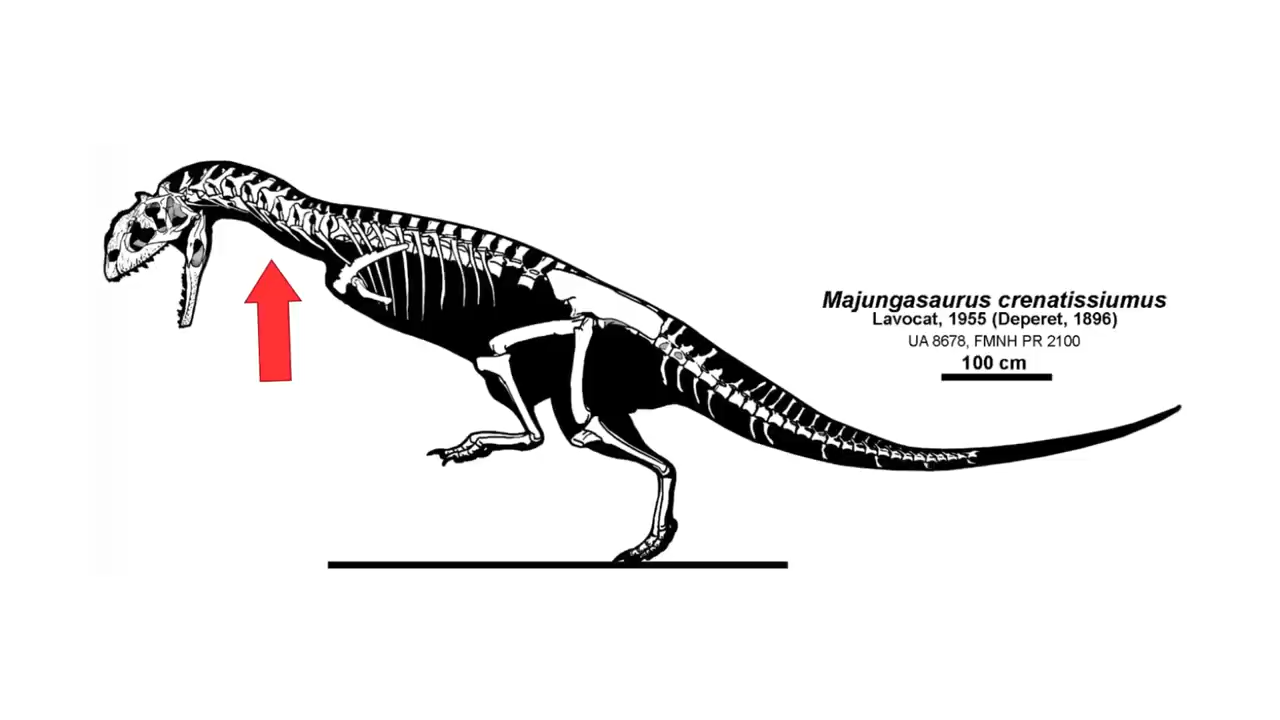 Majungasaurus crenatissiumus
Lavocat, 1955 (Deperet, 1896)
UA 8678, FMNH PR 2100
100 cm